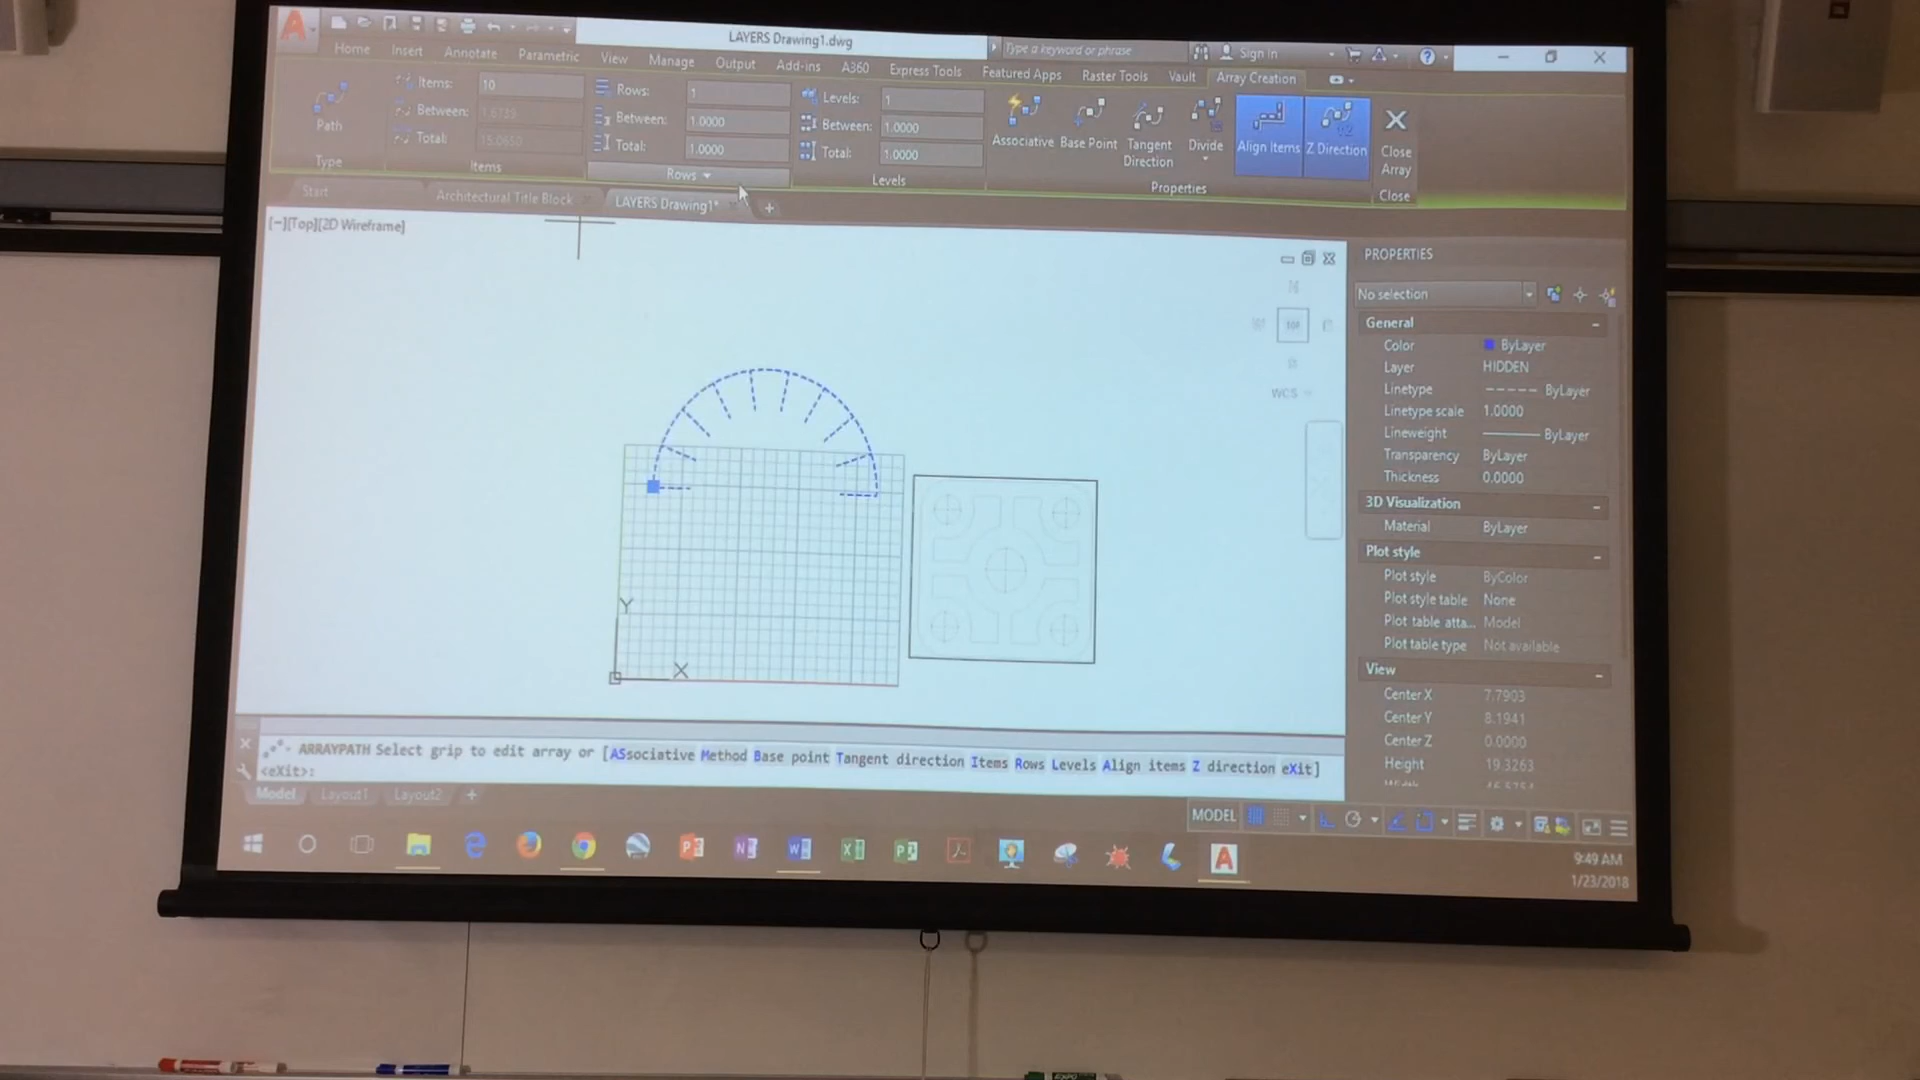 LAYERS Drawing1.dwg
Type a keyword or phrase
Sign In
Home Insert Annotate Parametric View Manage Output Add-ins A360 Express Tools Featured Apps Raster Tools Vault Array Creation
Path
Type
Items: 10
Between: 1.6739
Total: 15.0650
Items
Rows: 1
Between: 1.0000
Total: 1.0000
Rows
Levels: 1
Between: 1.0000
Total: 1.0000
Levels
Associative
Base Point
Tangent
Direction
Divide
Align Items
Z Direction
Properties
Close
Array
Close
Start
Architectural Title Block
LAYERS Drawing1*
[−][Top][2D Wireframe]
TOP
WCS
Y
X
PROPERTIES
No selection
General
Color ByLayer
Layer HIDDEN
Linetype ByLayer
Linetype scale 1.0000
Lineweight ByLayer
Transparency ByLayer
Thickness 0.0000
3D Visualization
Material ByLayer
Plot style
Plot style ByColor
Plot style table None
Plot table atta... Model
Plot table type Not available
View
Center X 7.7903
Center Y 8.1941
Center Z 0.0000
Height 19.3263
ARRAYPATH Select grip to edit array or [ASsociative Method Base point Tangent direction Items Rows Levels Align items Z direction eXit]
<eXit>:
Model Layout1 Layout2
MODEL
9:49 AM
1/23/2018
EXPO